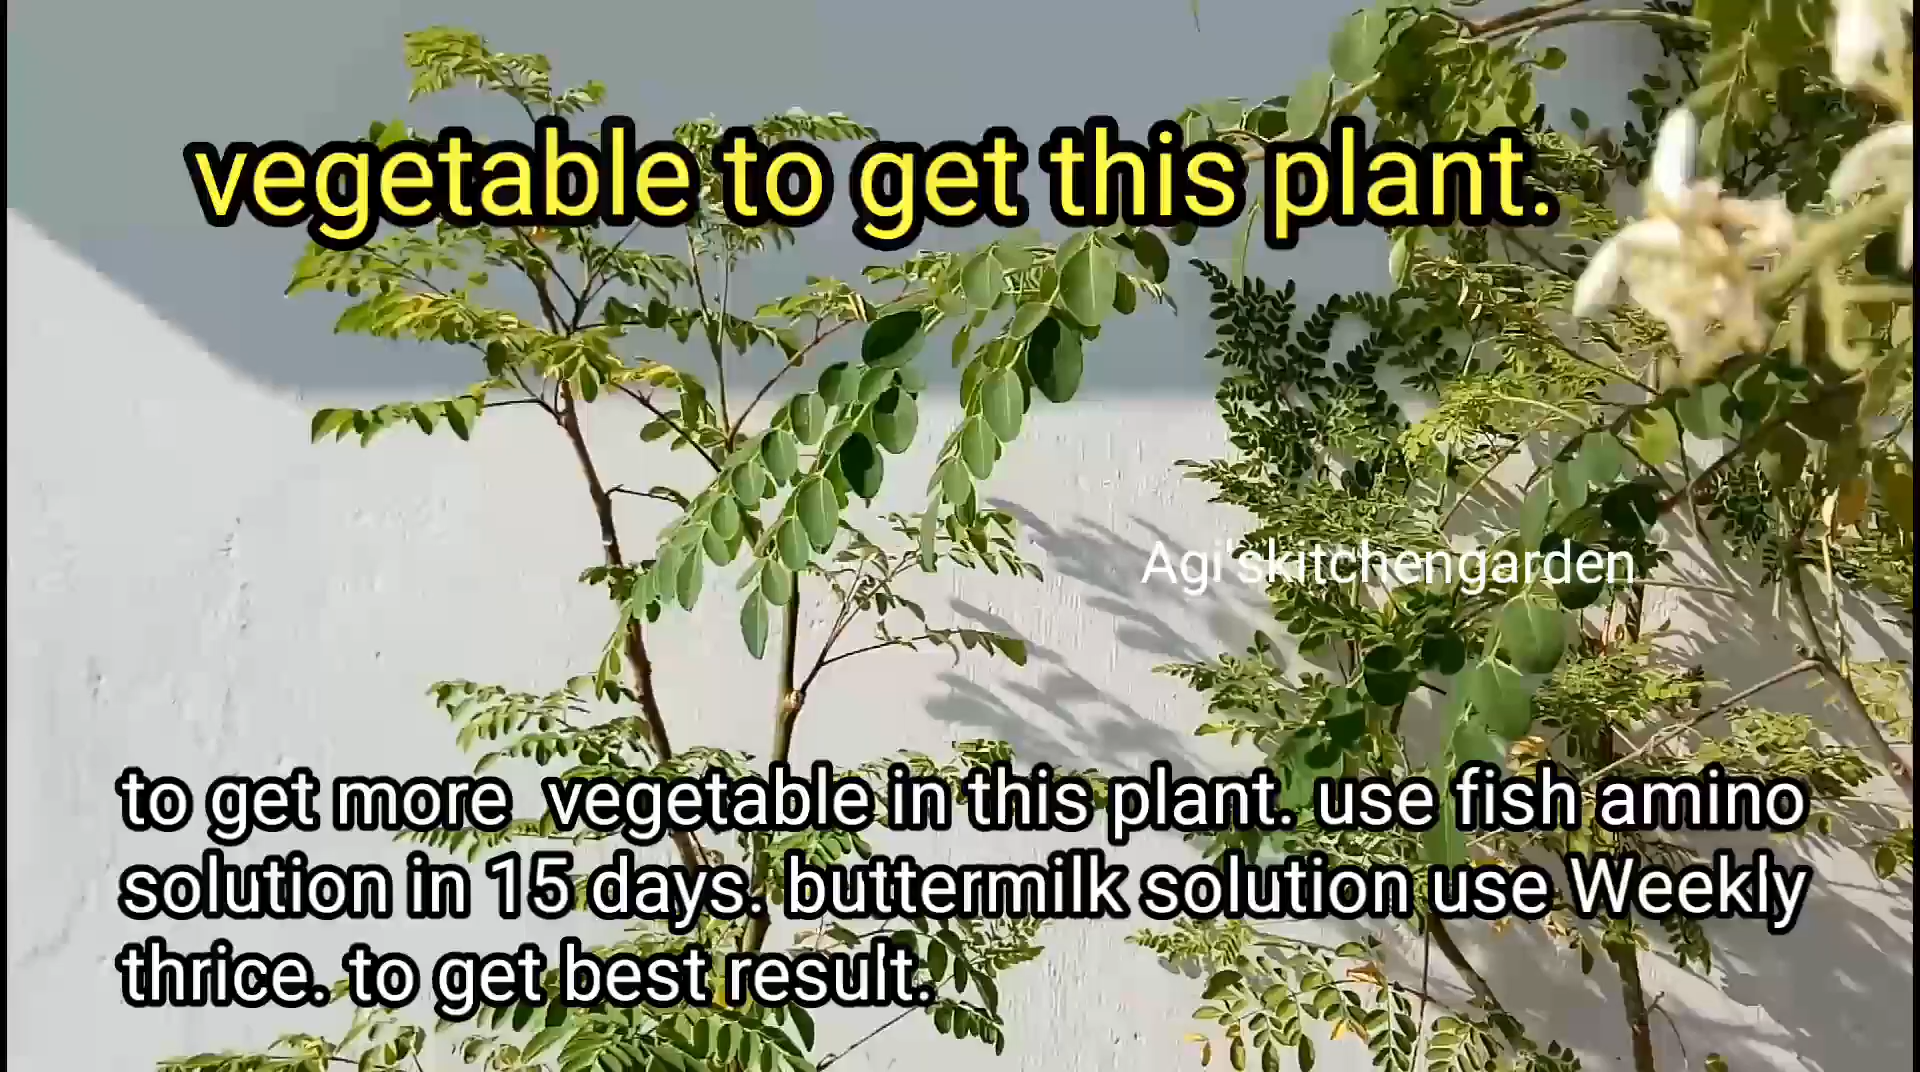 vegetable to get this plant.
Agi'skitchengarden
to get more  vegetable in this plant. use fish amino
solution in 15 days. buttermilk solution use Weekly
thrice. to get best result.